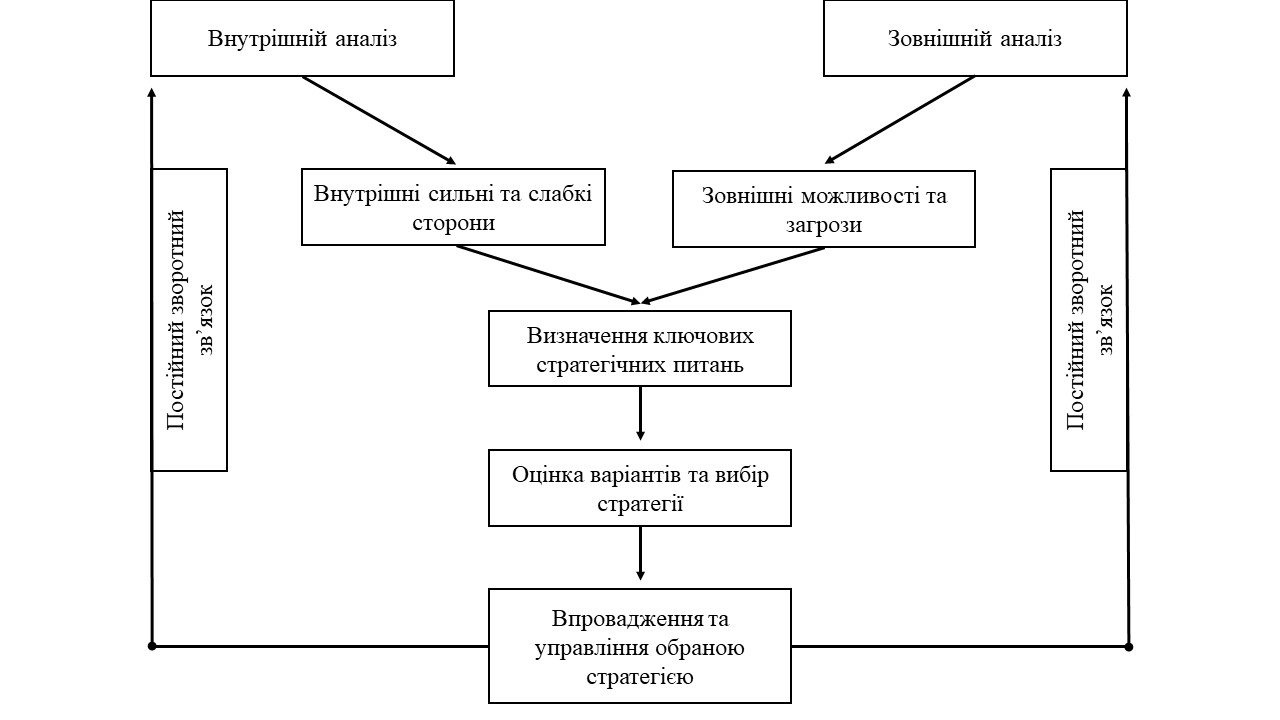 Внутрішній аналіз
Зовнішній аналіз
Внутрішні сильні та слабкі
сторони
Зовнішні можливості та
загрози
Постійний зворотний
зв’язок
Постійний зворотний
зв’язок
Визначення ключових
стратегічних питань
Оцінка варіантів та вибір
стратегії
Впровадження та
управління обраною
стратегією